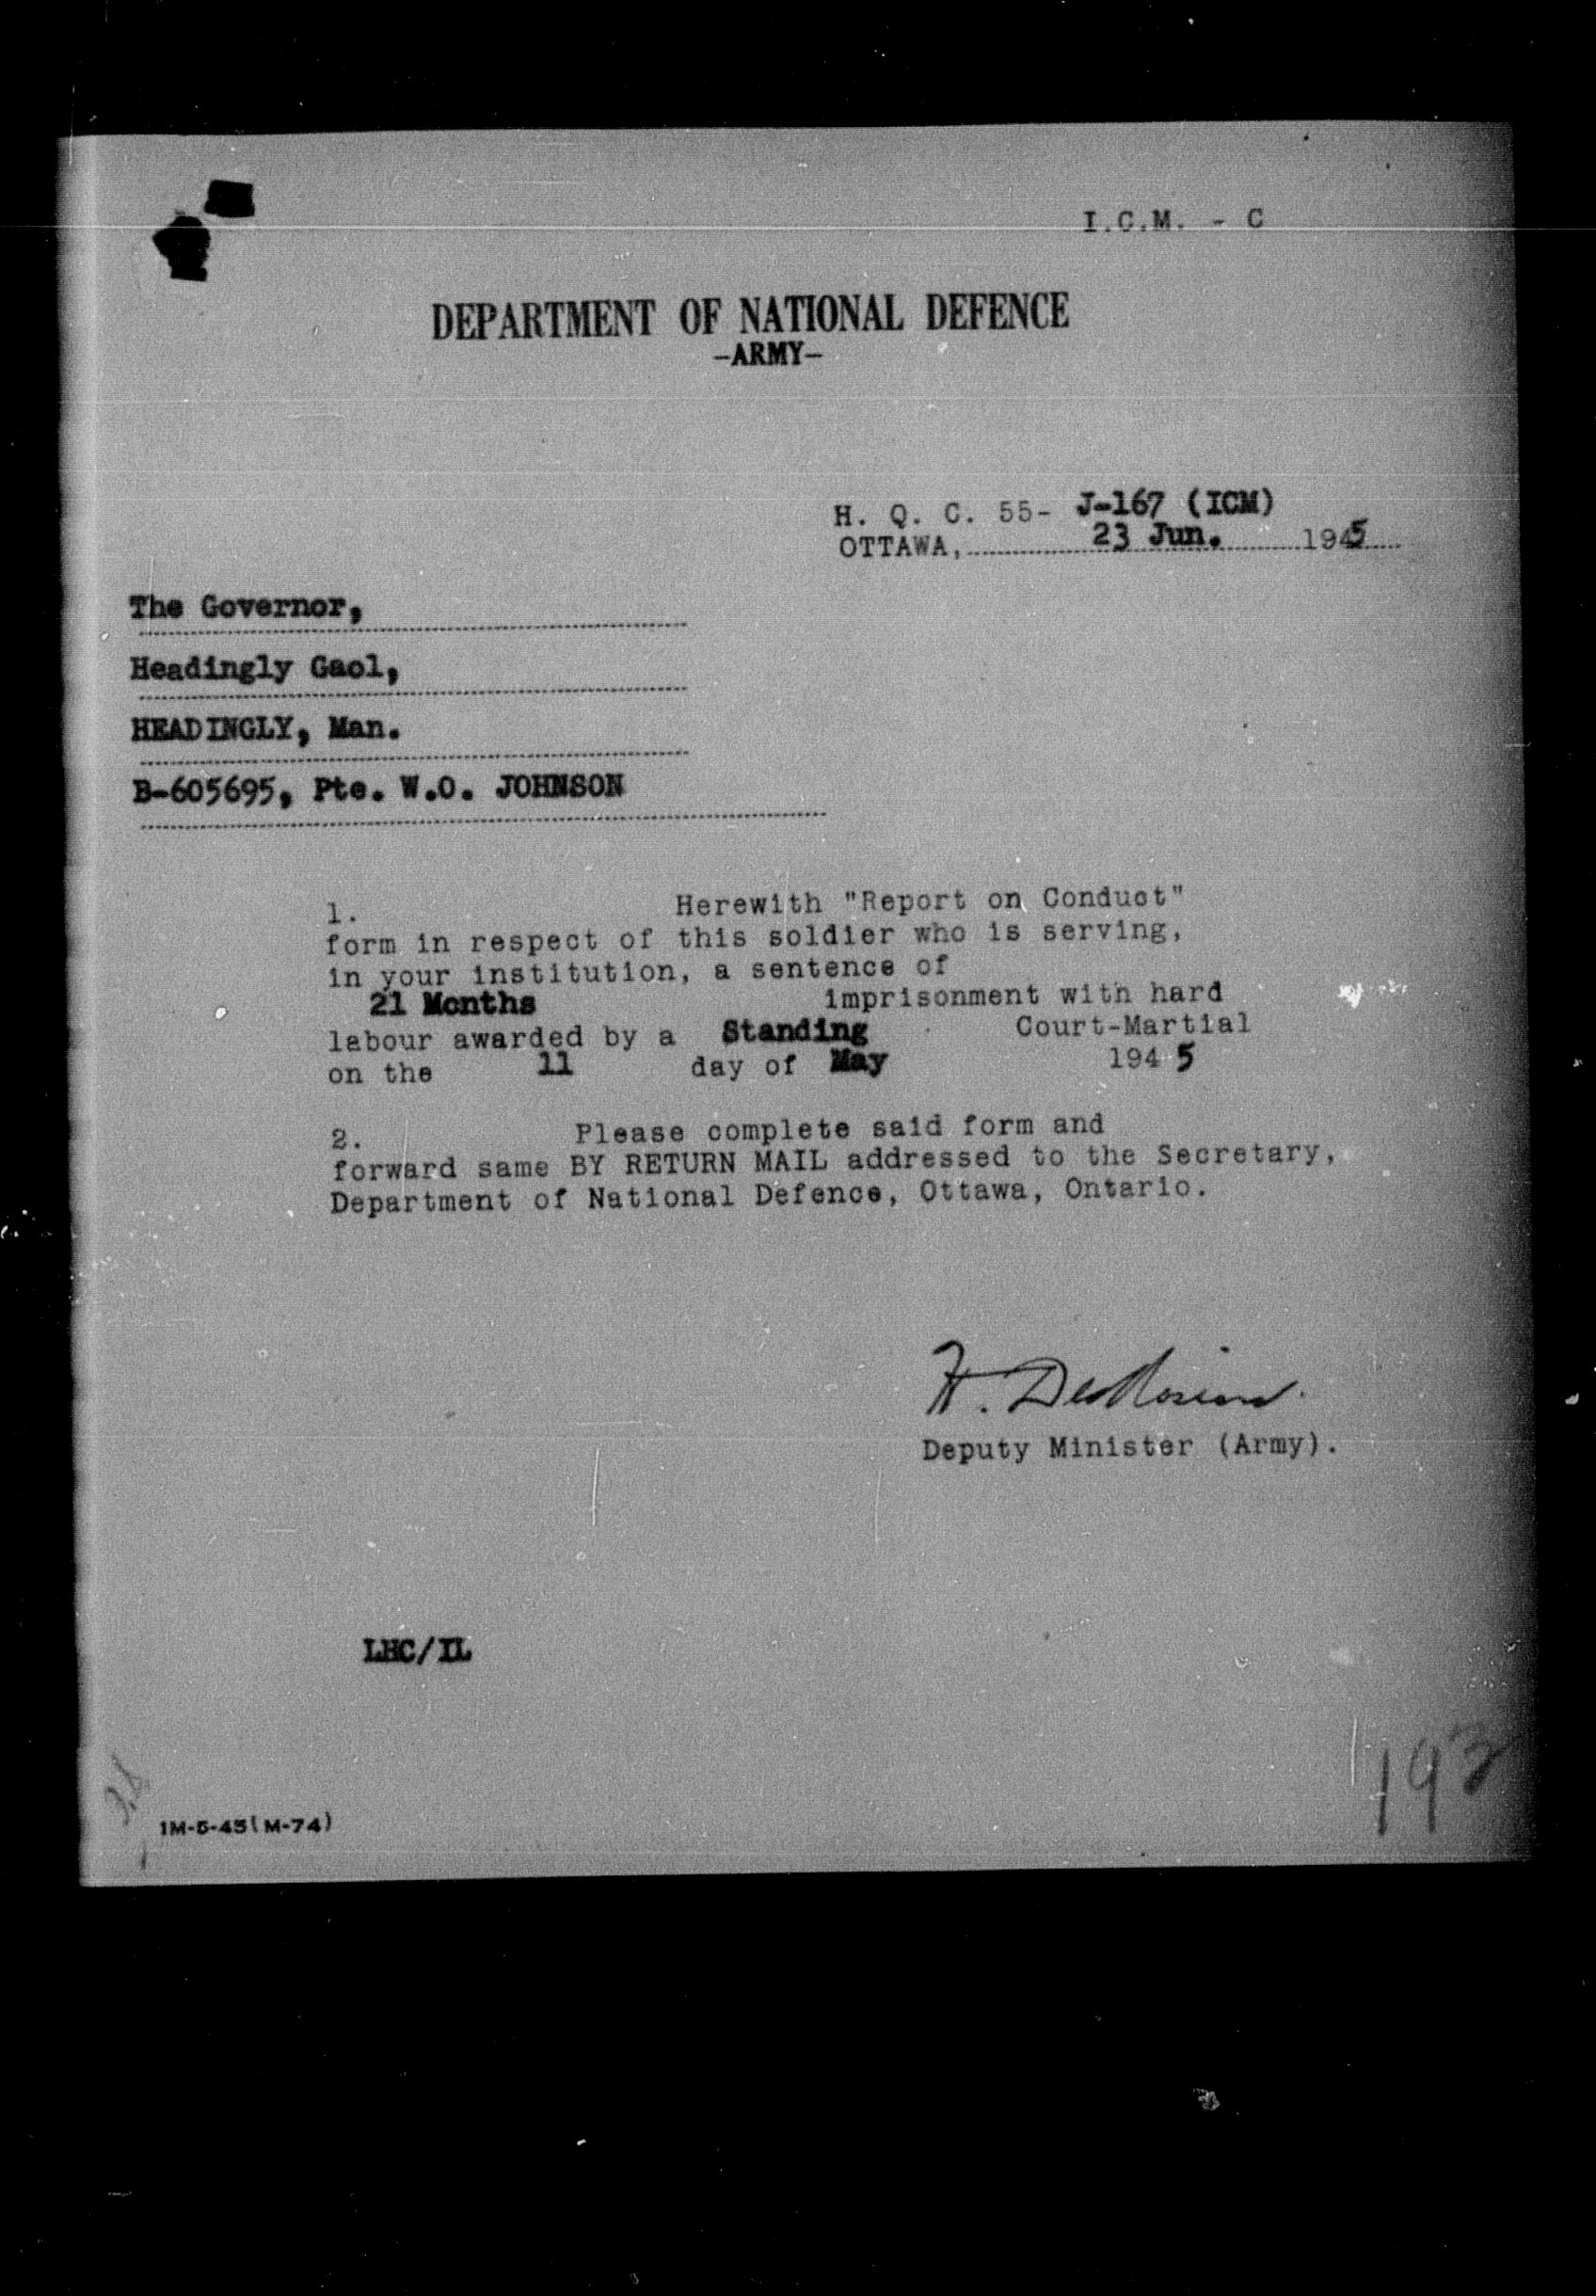 I.C.M. - C
DEPARTMENT OF NATIONAL DEFENCE
-ARMY-
H. Q. C. 55- J-167 (ICM)
OTTAWA, 23 Jun. 1945
The Governor,
Headingly Gaol,
HEADINGLY, Man.
B-605695, Pte. W.O. JOHNSON
1. Herewith "Report on Conduct"
form in respect of this soldier who is serving,
in your institution, a sentence of
21 Months imprisonment with hard
labour awarded by a Standing Court-Martial
on the 11 day of May 1945
2. Please complete said form and
forward same BY RETURN MAIL addressed to the Secretary,
Department of National Defence, Ottawa, Ontario.
H. DesRosiers
Deputy Minister (Army).
LHC/IL
192
1M-5-45(M-74)